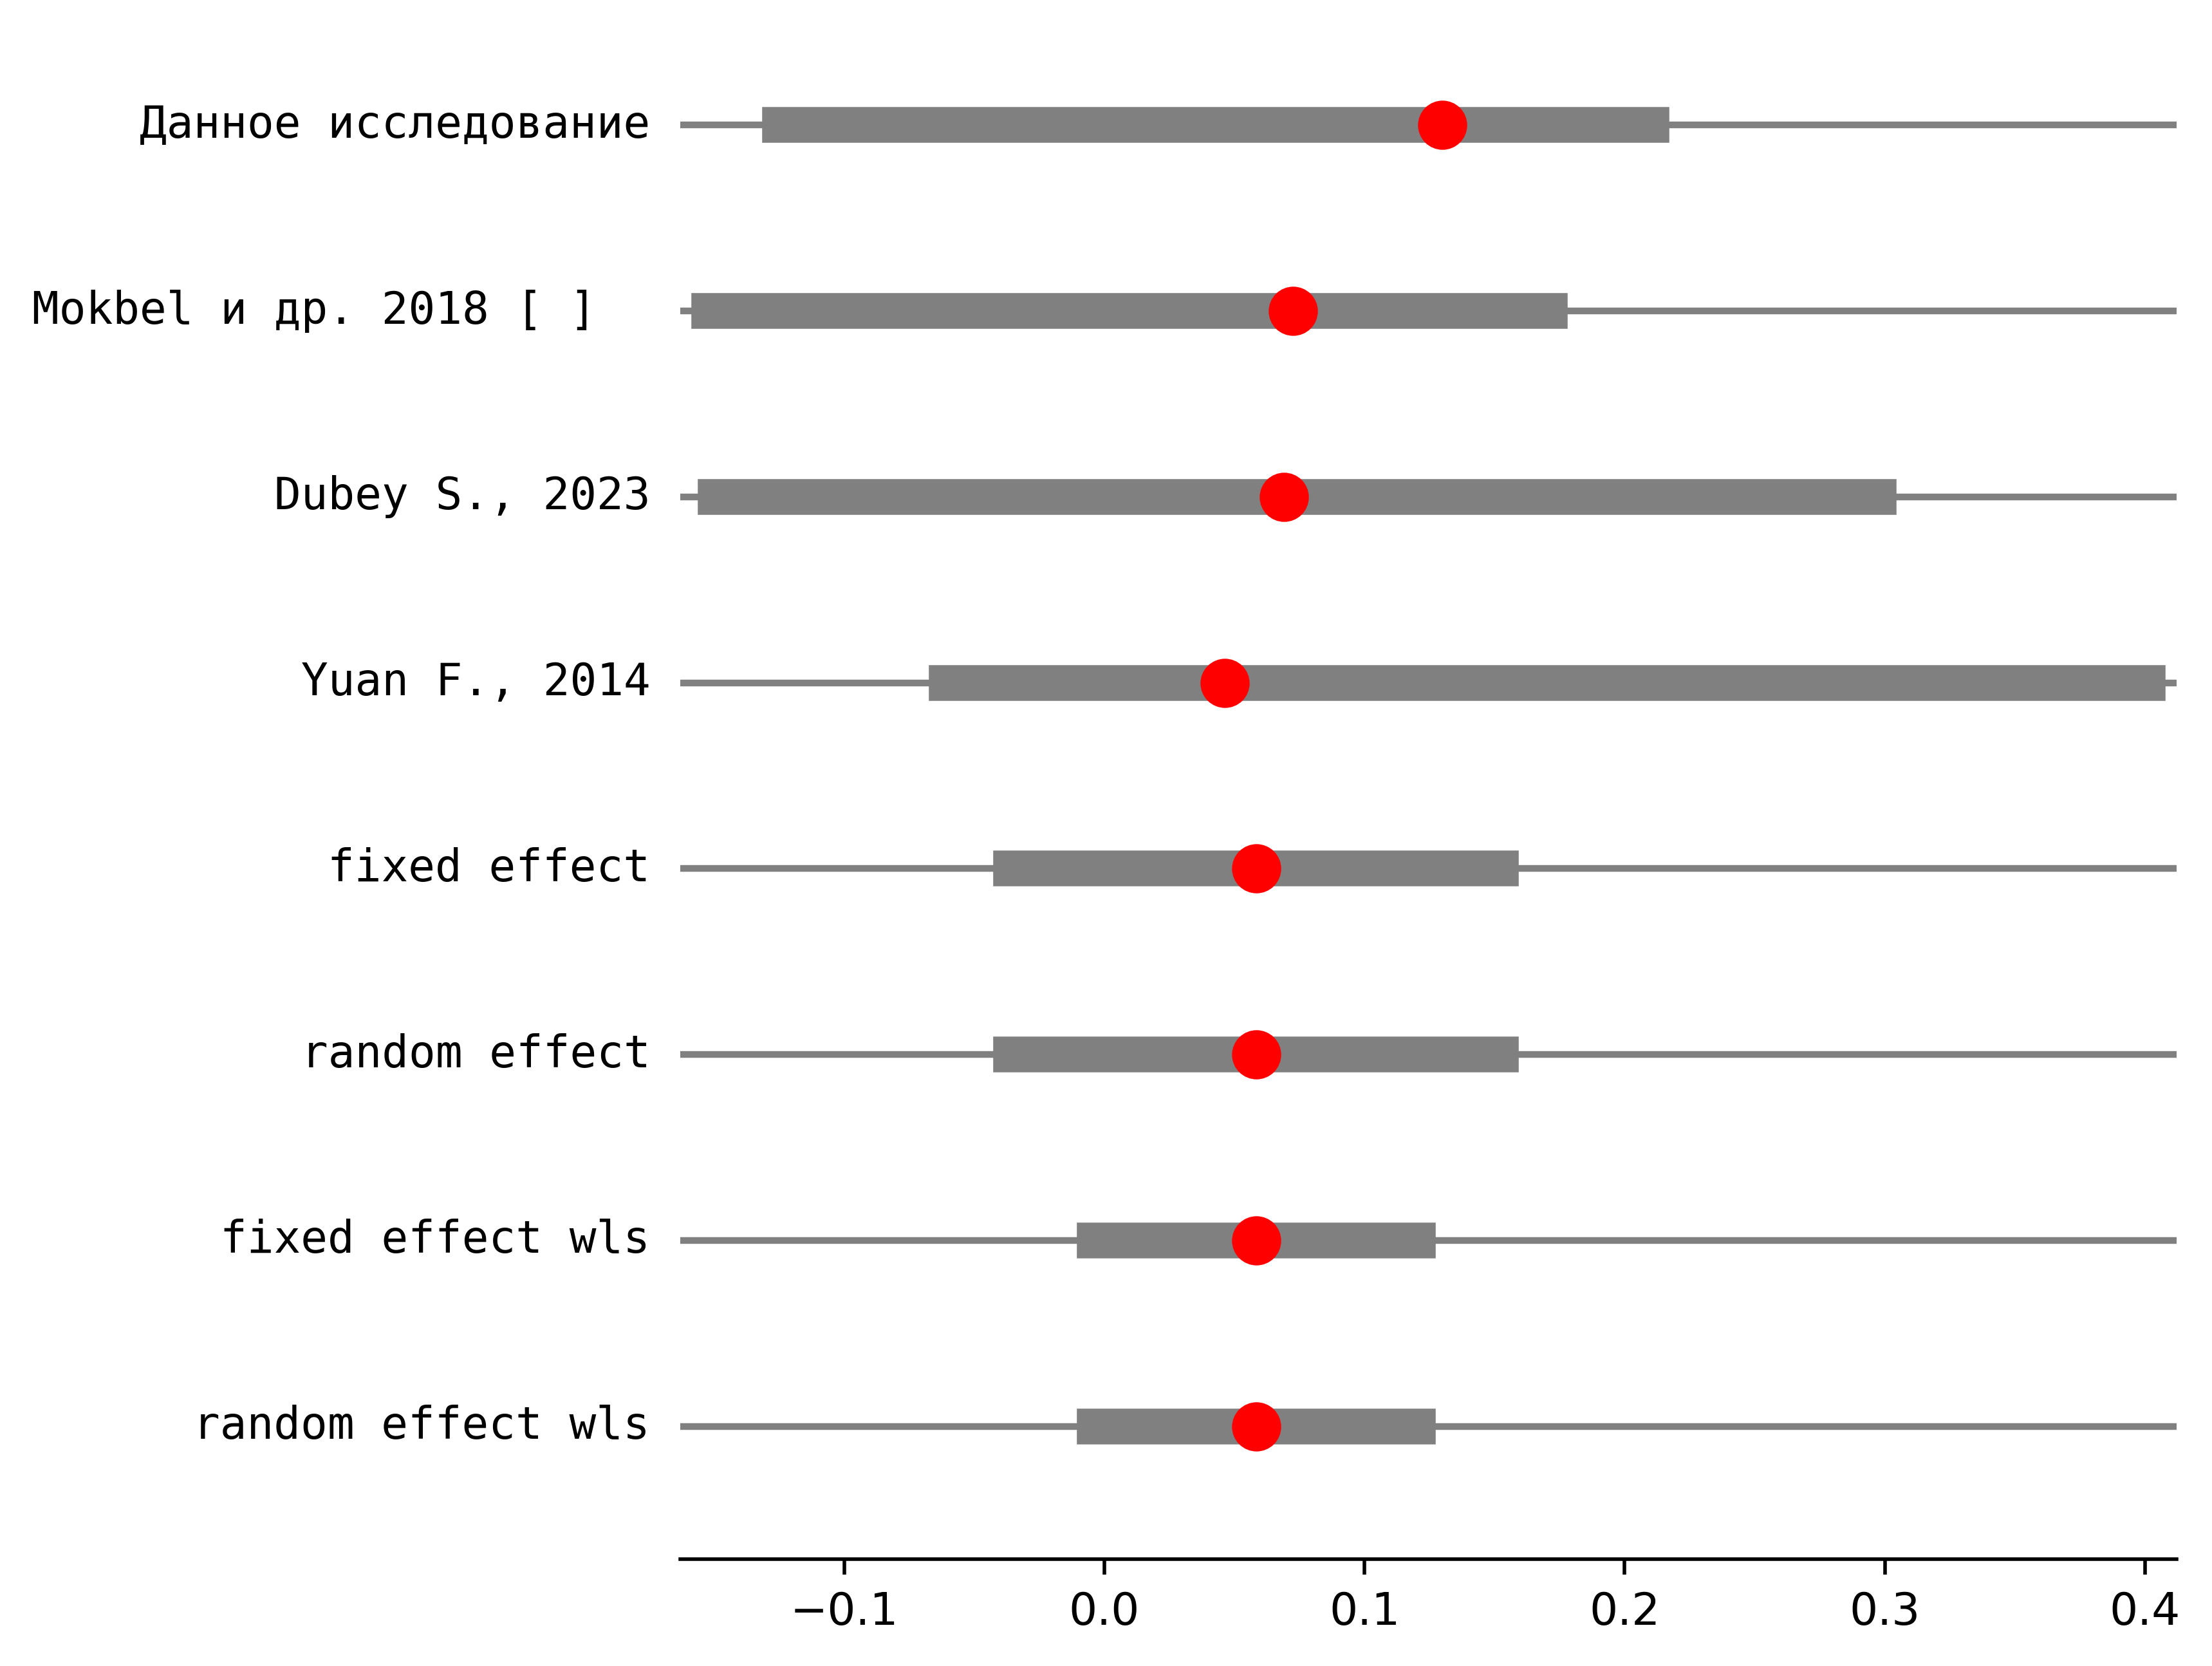 Данное исследование
Mokbel и др. 2018 [ ]
Dubey S., 2023
Yuan F., 2014
fixed effect
random effect
fixed effect wls
random effect wls
−0.1 0.0 0.1 0.2 0.3 0.4